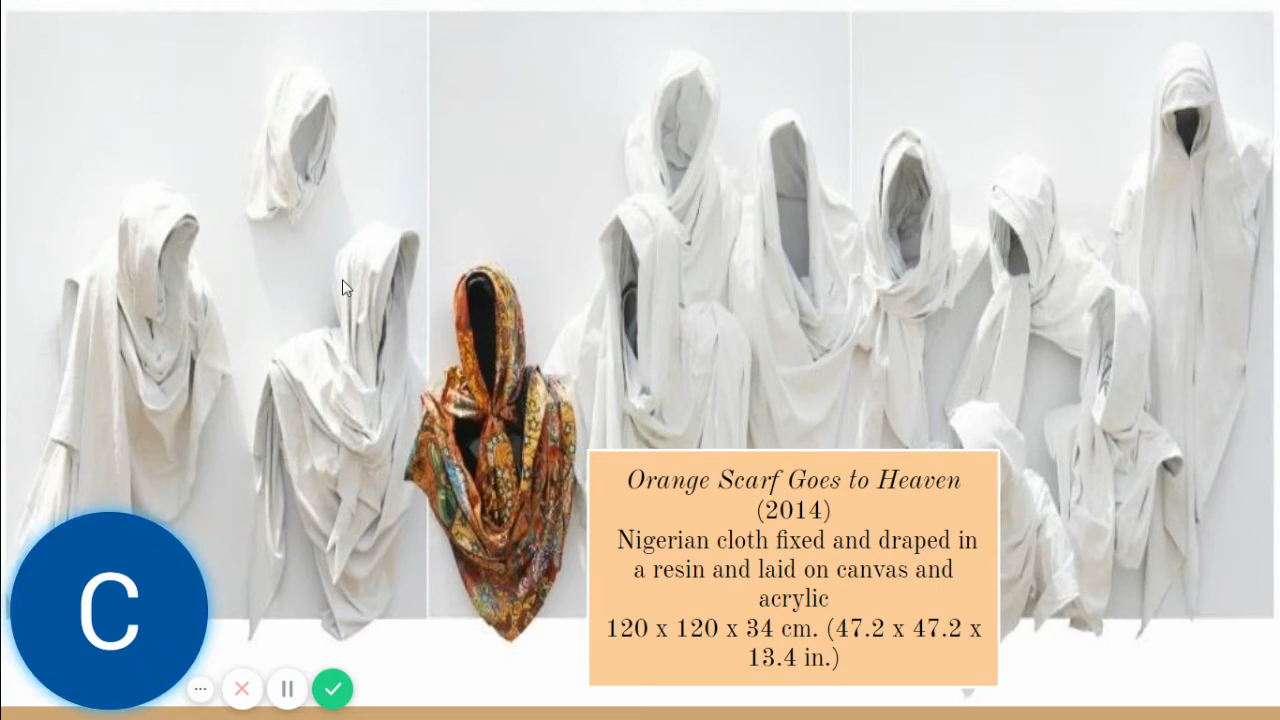 Orange Scarf Goes to Heaven
(2014)
Nigerian cloth fixed and draped in
a resin and laid on canvas and
acrylic
120 x 120 x 34 cm. (47.2 x 47.2 x
13.4 in.)
C